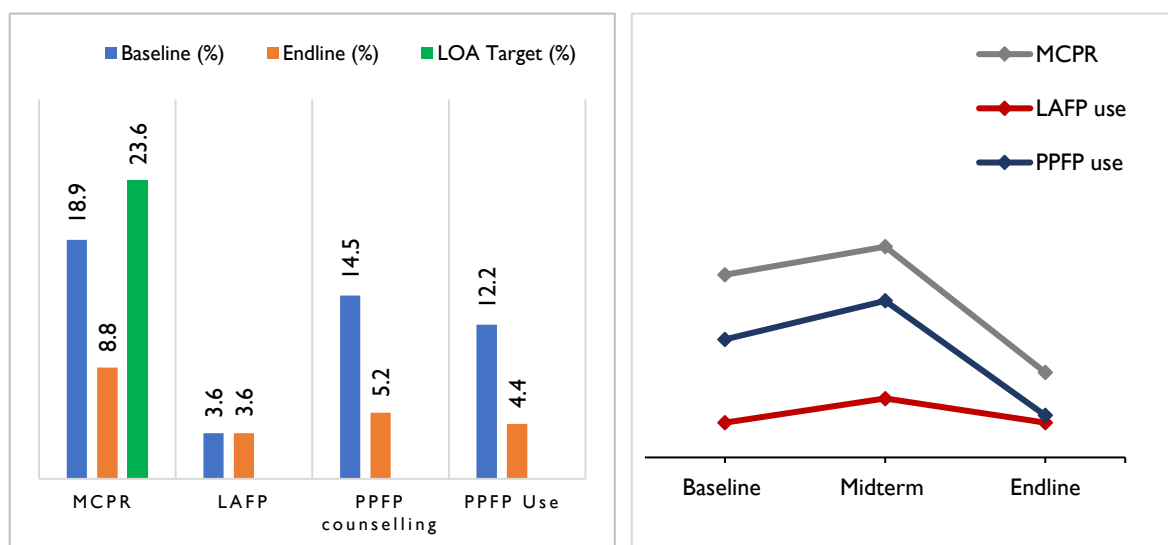 Baseline (%) Endline (%) LOA Target (%)
18.9
8.8
23.6
3.6
3.6
14.5
5.2
12.2
4.4
MCPR LAFP PPFP counselling PPFP Use
MCPR
LAFP use
PPFP use
Baseline Midterm Endline